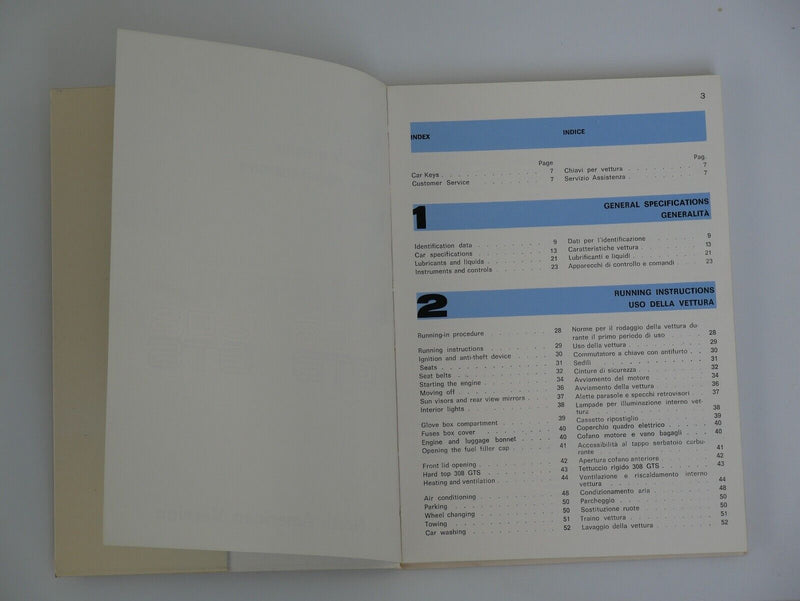 3
INDEX INDICE
Page Pag.
Car Keys . . . . . . . . . . . 7 Chiavi per vettura . . . . . . . . . 7
Customer Service . . . . . . . . . 7 Servizio Assistenza . . . . . . . . . 7
1 GENERAL SPECIFICATIONS
GENERALITÀ
Identification data . . . . . . . . . 9 Dati per l'identificazione . . . . . . . 9
Car specifications . . . . . . . . . 13 Caratteristiche vettura . . . . . . . . 13
Lubricants and liquids . . . . . . . . 21 Lubrificanti e liquidi . . . . . . . . . 21
Instruments and controls . . . . . . . 23 Apparecchi di controllo e comandi . . . . 23
2 RUNNING INSTRUCTIONS
USO DELLA VETTURA
Running-in procedure . . . . . . . . 28 Norme per il rodaggio della vettura du-
rante il primo periodo di uso . . . . . 28
Running instructions . . . . . . . . 29 Uso della vettura . . . . . . . . . . 29
Ignition and anti-theft device . . . . . 30 Commutatore a chiave con antifurto . . . 30
Seats . . . . . . . . . . . . . 31 Sedili . . . . . . . . . . . . . 31
Seat belts . . . . . . . . . . . 32 Cinture di sicurezza . . . . . . . . 32
Starting the engine . . . . . . . . 34 Avviamento del motore . . . . . . . 34
Moving off . . . . . . . . . . . 36 Avviamento della vettura . . . . . . . 36
Sun visors and rear view mirrors . . . . 37 Alette parasole e specchi retrovisori . . . 37
Interior lights . . . . . . . . . . 38 Lampade per illuminazione interno vet-
tura . . . . . . . . . . . . . 38
Glove box compartment . . . . . . . 39 Cassetto ripostiglio . . . . . . . . . 39
Fuses box cover . . . . . . . . . 40 Coperchio quadro elettrico . . . . . . 40
Engine and luggage bonnet . . . . . . 40 Cofano motore e vano bagagli . . . . . 40
Opening the fuel filler cap . . . . . . 41 Accessibilità al tappo serbatoio carbu-
rante . . . . . . . . . . . . . 41
Front lid opening . . . . . . . . . 42 Apertura cofano anteriore . . . . . . 42
Hard top 308 GTS . . . . . . . . . 43 Tettuccio rigido 308 GTS . . . . . . . 43
Heating and ventilation . . . . . . . 44 Ventilazione e riscaldamento interno
vettura . . . . . . . . . . . . 44
Air conditioning . . . . . . . . . 48 Condizionamento aria . . . . . . . . 48
Parking . . . . . . . . . . . . 50 Parcheggio . . . . . . . . . . . 50
Wheel changing . . . . . . . . . 50 Sostituzione ruote . . . . . . . . . 50
Towing . . . . . . . . . . . . 51 Traino vettura . . . . . . . . . . 51
Car washing . . . . . . . . . . 52 Lavaggio della vettura . . . . . . . . 52